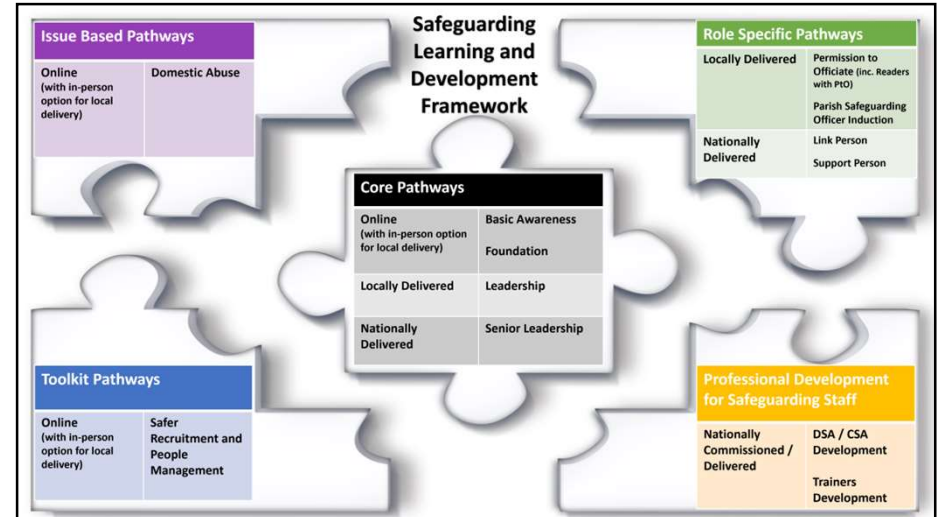 Safeguarding
Learning and
Development
Framework
Issue Based Pathways
Online
(with in-person
option for local
delivery)
Domestic Abuse
Role Specific Pathways
Locally Delivered
Permission to
Officiate (inc. Readers
with PtO)
Parish Safeguarding
Officer Induction
Nationally
Delivered
Link Person
Support Person
Core Pathways
Online
(with in-person option
for local delivery)
Basic Awareness
Foundation
Locally Delivered
Leadership
Nationally
Delivered
Senior Leadership
Toolkit Pathways
Online
(with in-person
option for local
delivery)
Safer
Recruitment and
People
Management
Professional Development
for Safeguarding Staff
Nationally
Commissioned /
Delivered
DSA / CSA
Development
Trainers
Development